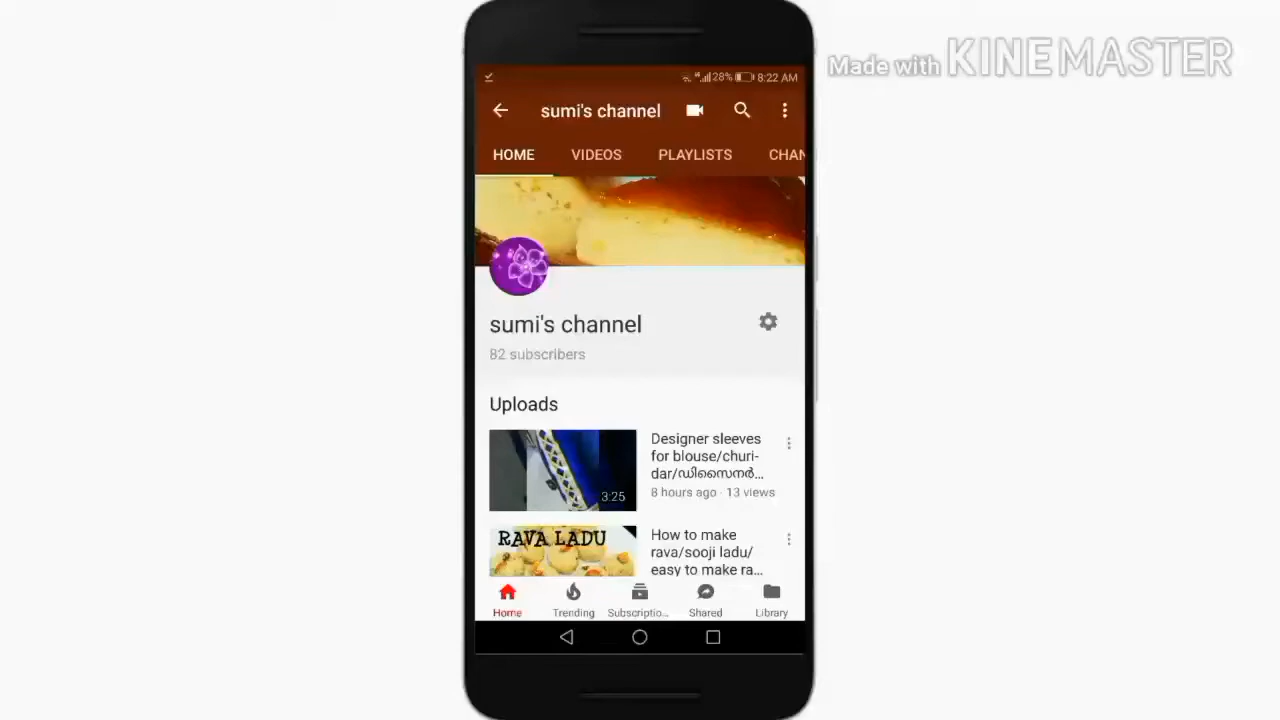 Made with KINEMASTER
28% 8:22 AM
sumi's channel
HOME VIDEOS PLAYLISTS CHAN
sumi's channel
82 subscribers
Uploads
Designer sleeves
for blouse/churi-
dar/ഡിസൈനർ...
8 hours ago · 13 views
3:25
RAVA LADU
How to make
rava/sooji ladu/
easy to make ra...
Home Trending Subscriptio... Shared Library